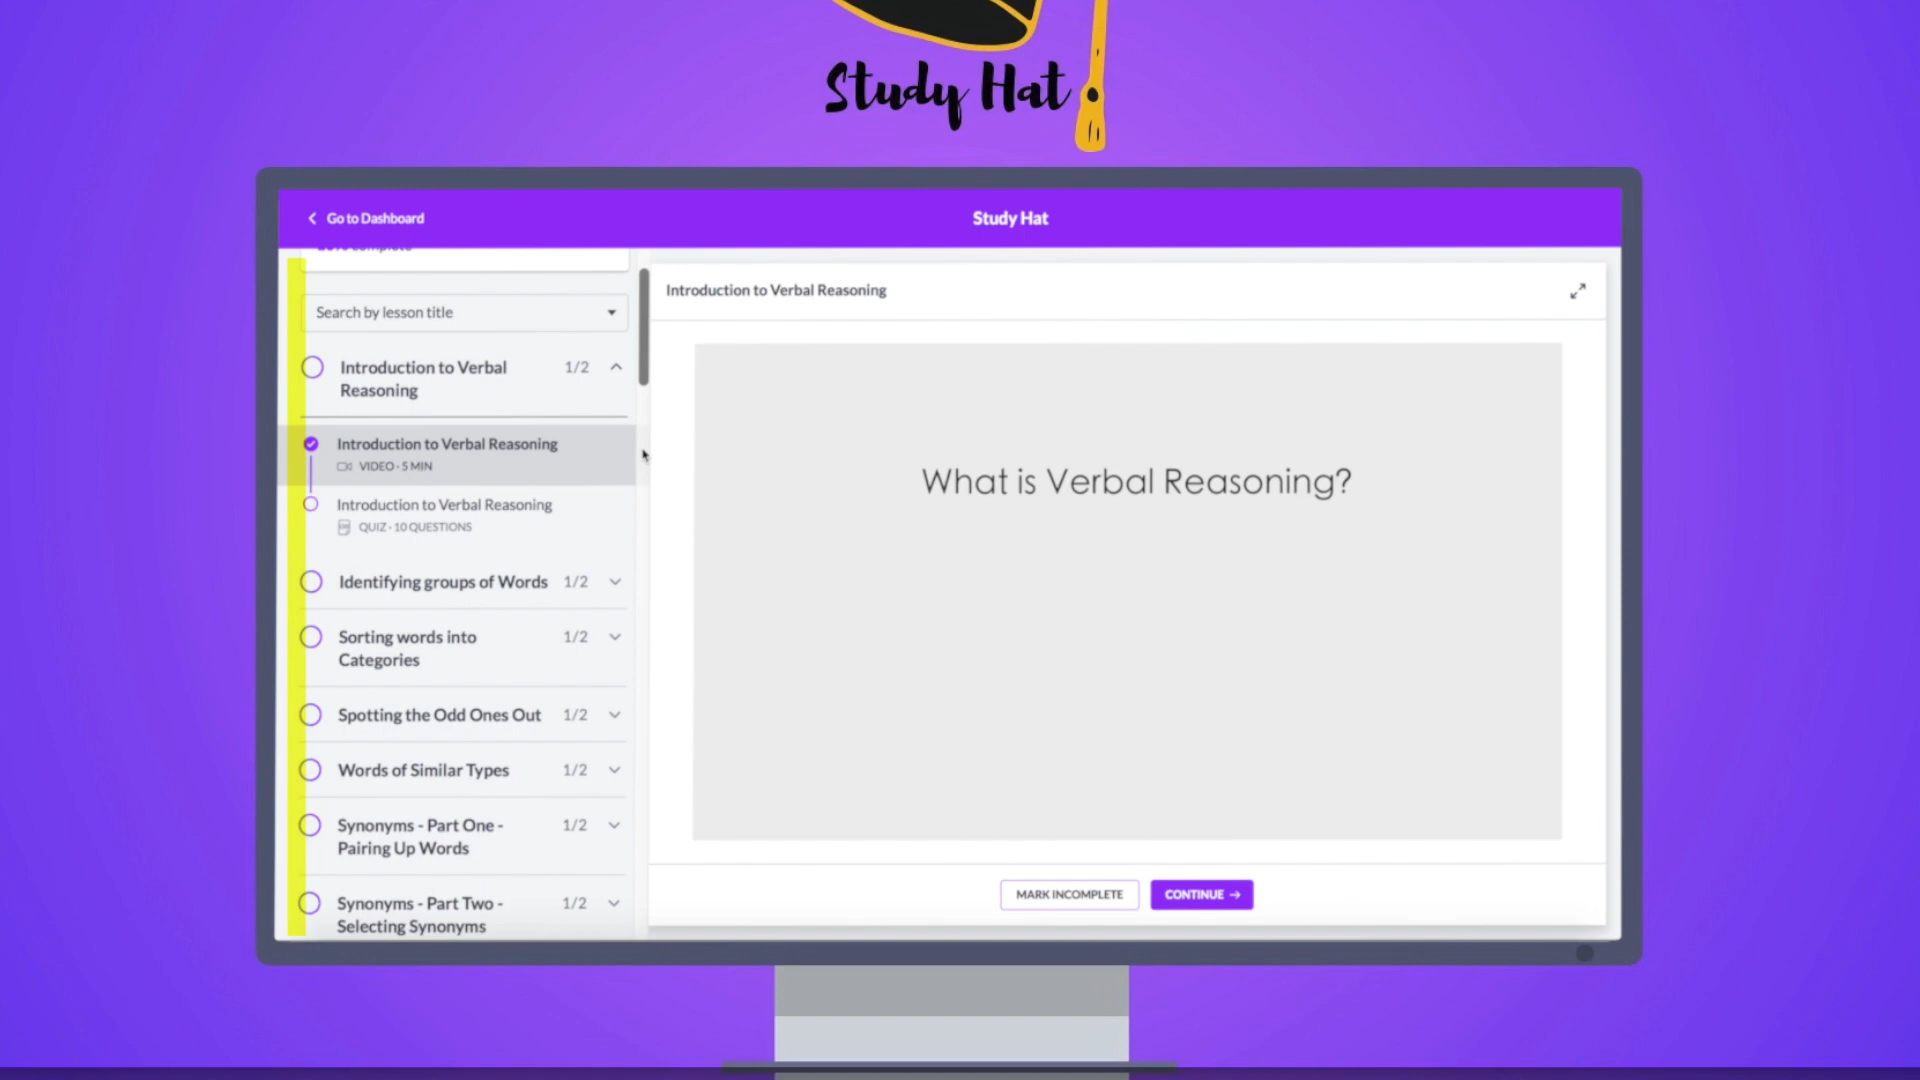 Study Hat
Go to Dashboard
Study Hat
Search by lesson title
Introduction to Verbal
Reasoning
1/2
Introduction to Verbal Reasoning
VIDEO - 5 MIN
Introduction to Verbal Reasoning
QUIZ - 10 QUESTIONS
Identifying groups of Words 1/2
Sorting words into
Categories
1/2
Spotting the Odd Ones Out 1/2
Words of Similar Types 1/2
Synonyms - Part One -
Pairing Up Words
1/2
Synonyms - Part Two -
Selecting Synonyms
1/2
Introduction to Verbal Reasoning
What is Verbal Reasoning?
MARK INCOMPLETE
CONTINUE →